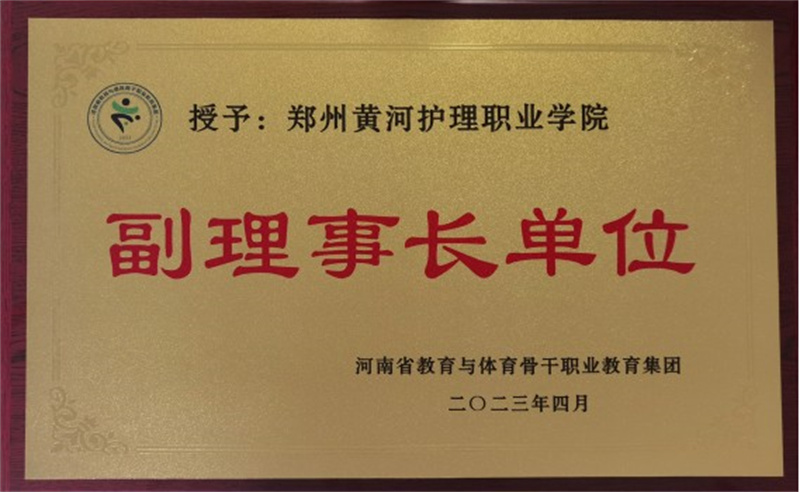 授予：郑州黄河护理职业学院
副理事长单位
河南省教育与体育骨干职业教育集团
二〇二三年四月